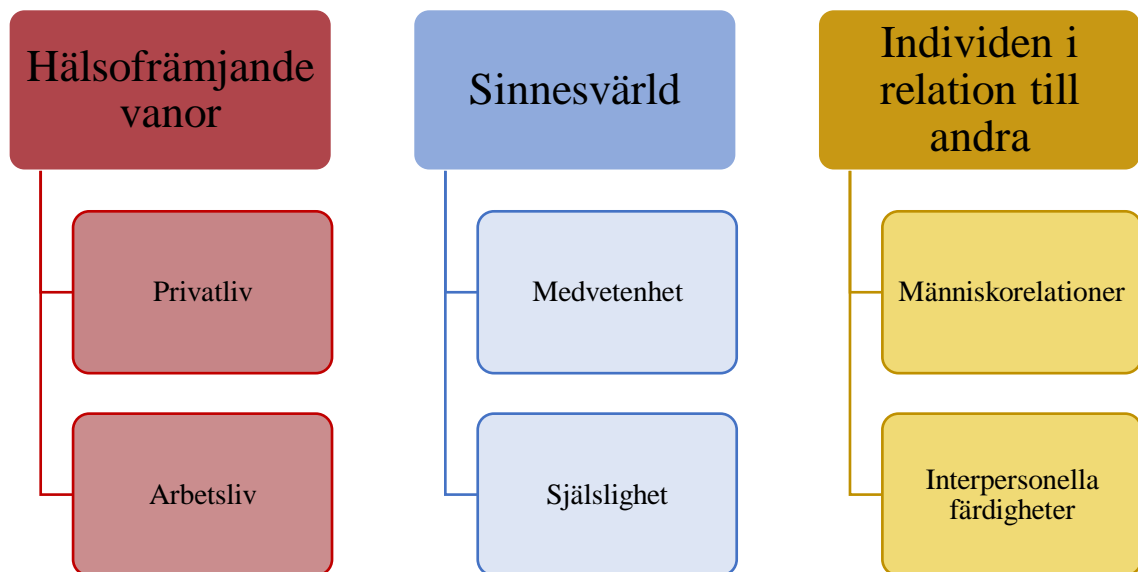 Hälsofrämjande
vanor
Privatliv
Arbetsliv
Sinnesvärld
Medvetenhet
Själslighet
Individen i
relation till
andra
Människorelationer
Interpersonella
färdigheter